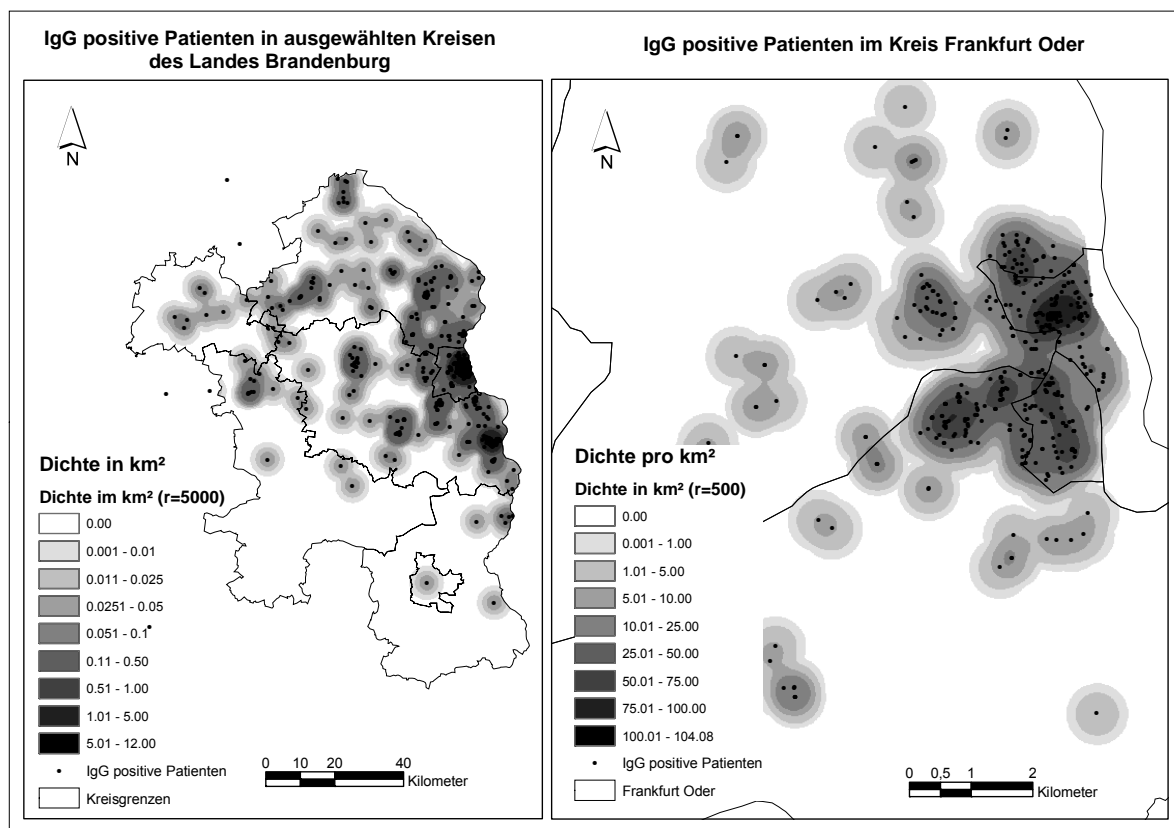 IgG positive Patienten in ausgewählten Kreisen
des Landes Brandenburg
N
Dichte in km²
Dichte im km² (r=5000)
0.00
0.001 - 0.01
0.011 - 0.025
0.0251 - 0.05
0.051 - 0.1
0.11 - 0.50
0.51 - 1.00
1.01 - 5.00
5.01 - 12.00
IgG positive Patienten
Kreisgrenzen
0 10 20 40
Kilometer
IgG positive Patienten im Kreis Frankfurt Oder
N
Dichte pro km²
Dichte in km² (r=500)
0.00
0.001 - 1.00
1.01 - 5.00
5.01 - 10.00
10.01 - 25.00
25.01 - 50.00
50.01 - 75.00
75.01 - 100.00
100.01 - 104.08
IgG positive Patienten
Frankfurt Oder
0 0,5 1 2
Kilometer